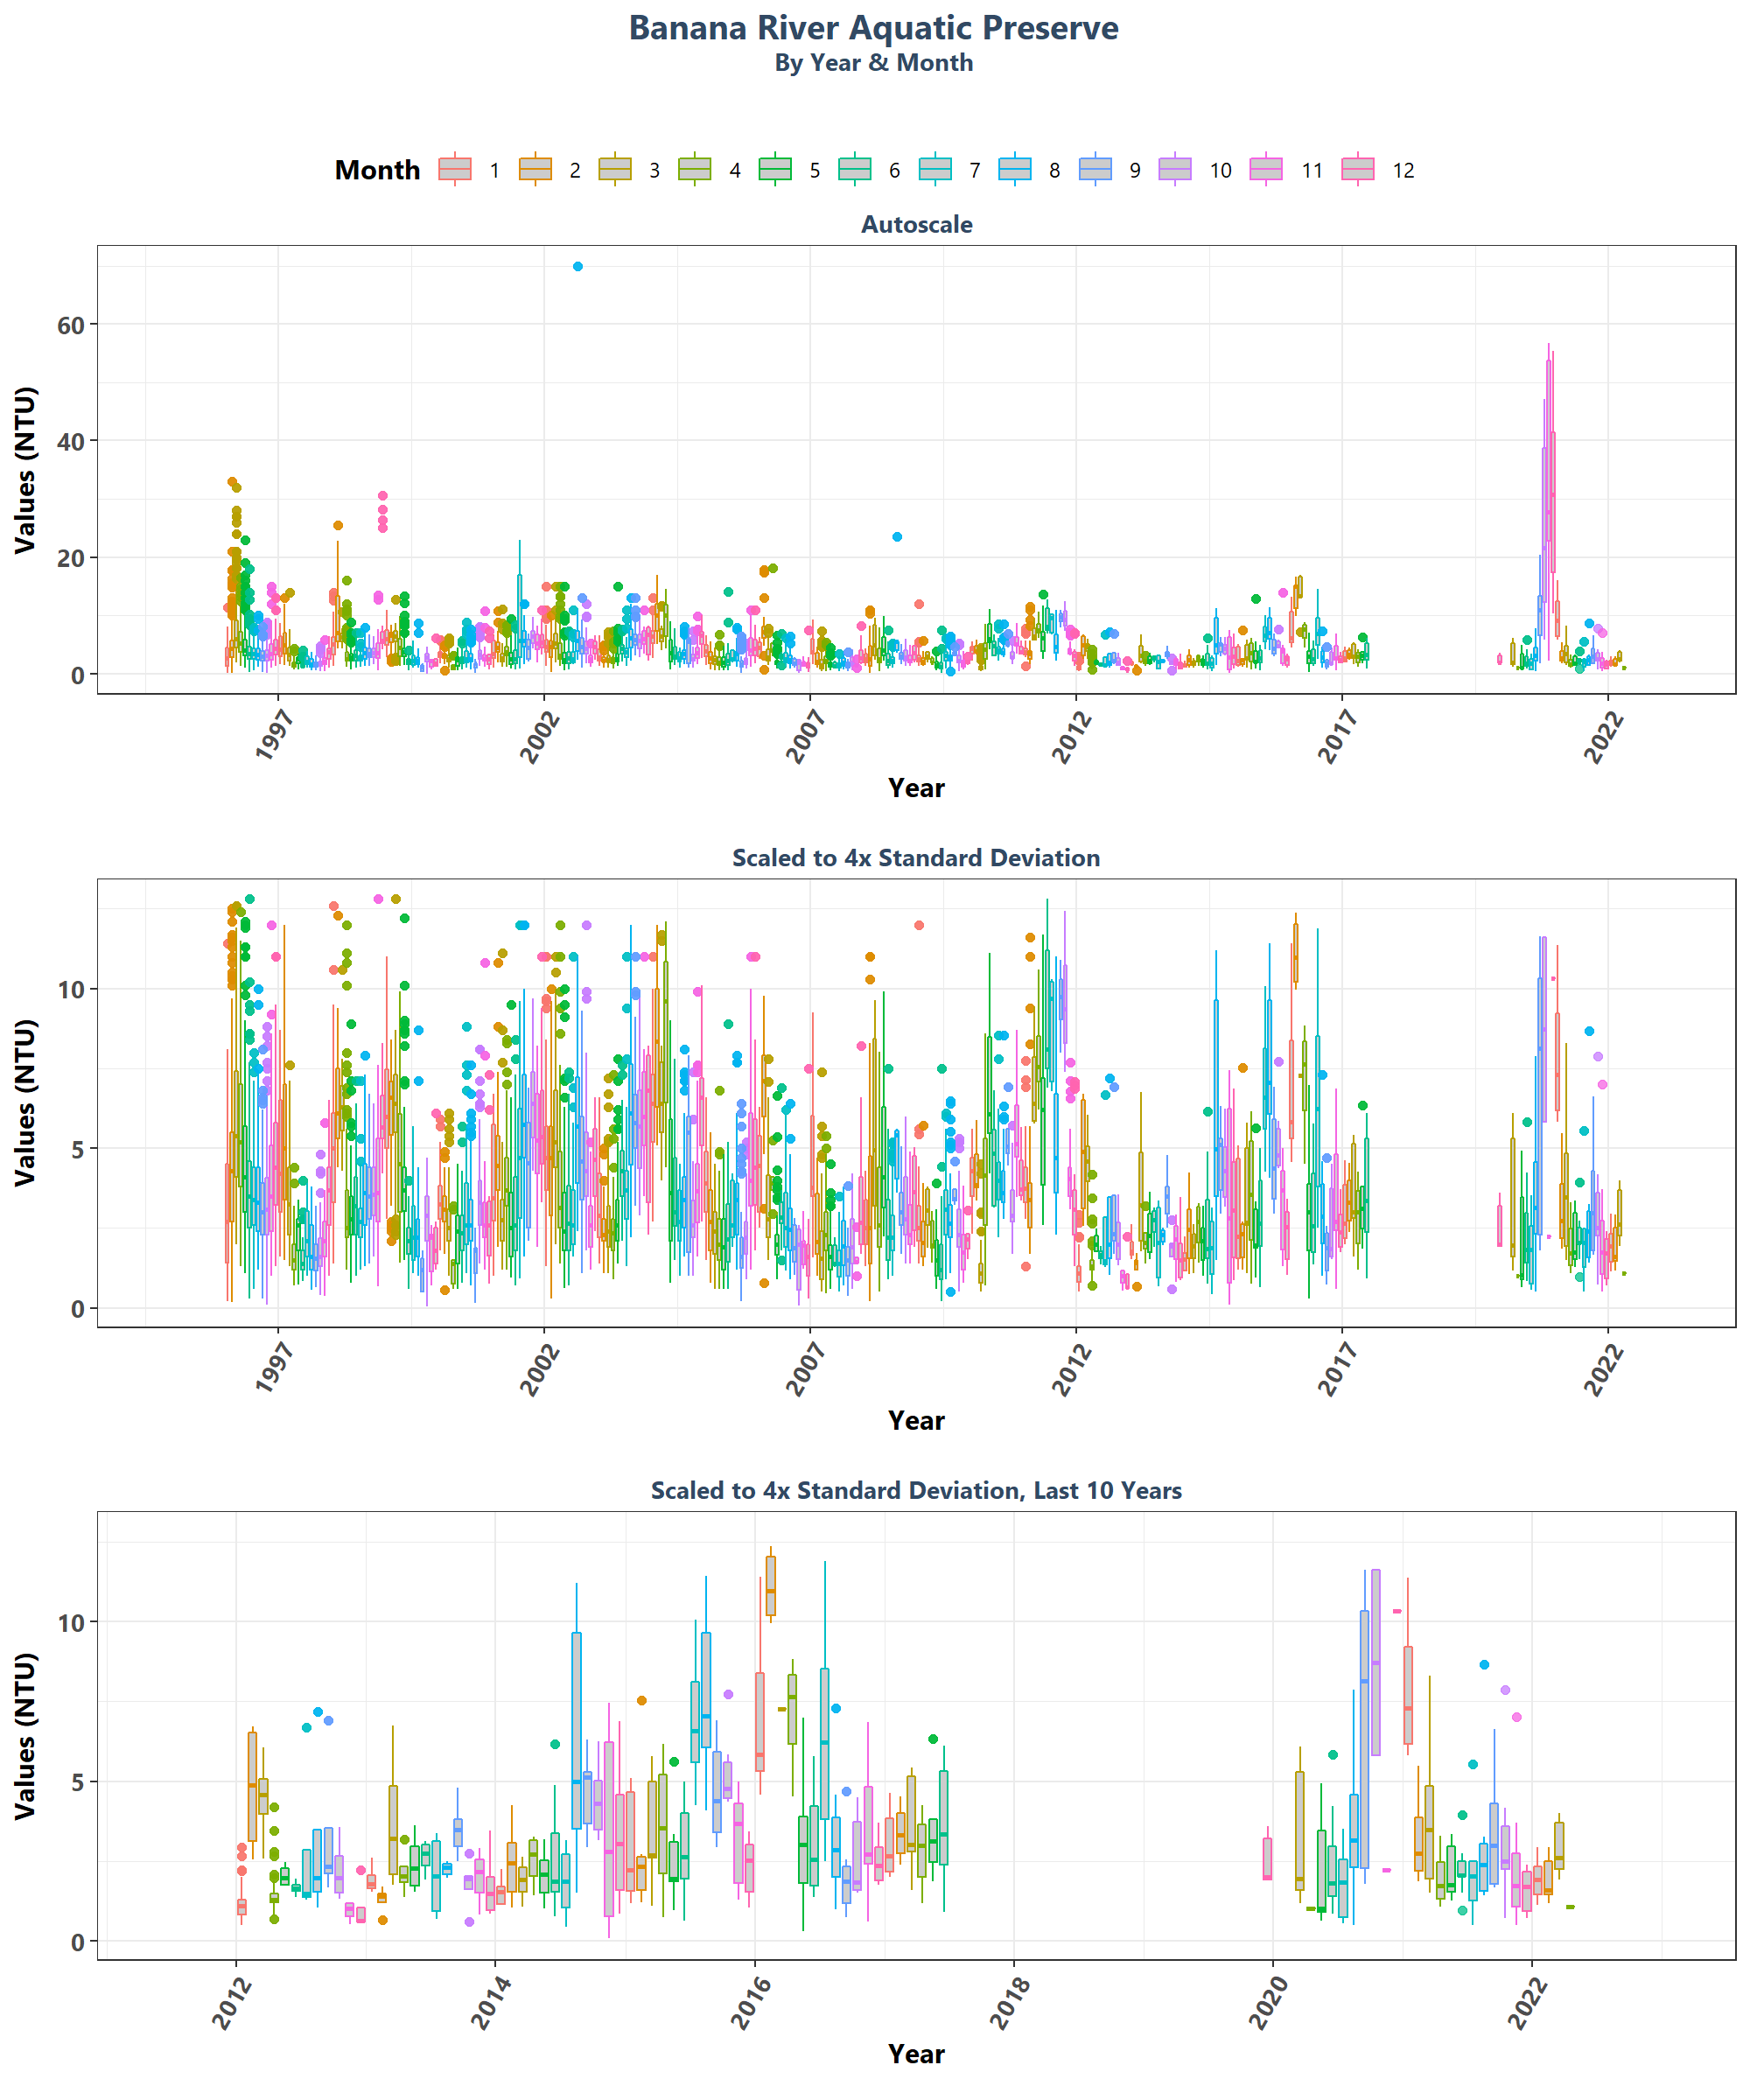 Banana River Aquatic Preserve
By Year & Month
Month 1 2 3 4 5 6 7 8 9 10 11 12
Autoscale
Values (NTU)
60
40
20
0
1997 2002 2007 2012 2017 2022
Year
Scaled to 4x Standard Deviation
Values (NTU)
10
5
0
1997 2002 2007 2012 2017 2022
Year
Scaled to 4x Standard Deviation, Last 10 Years
Values (NTU)
10
5
0
2012 2014 2016 2018 2020 2022
Year